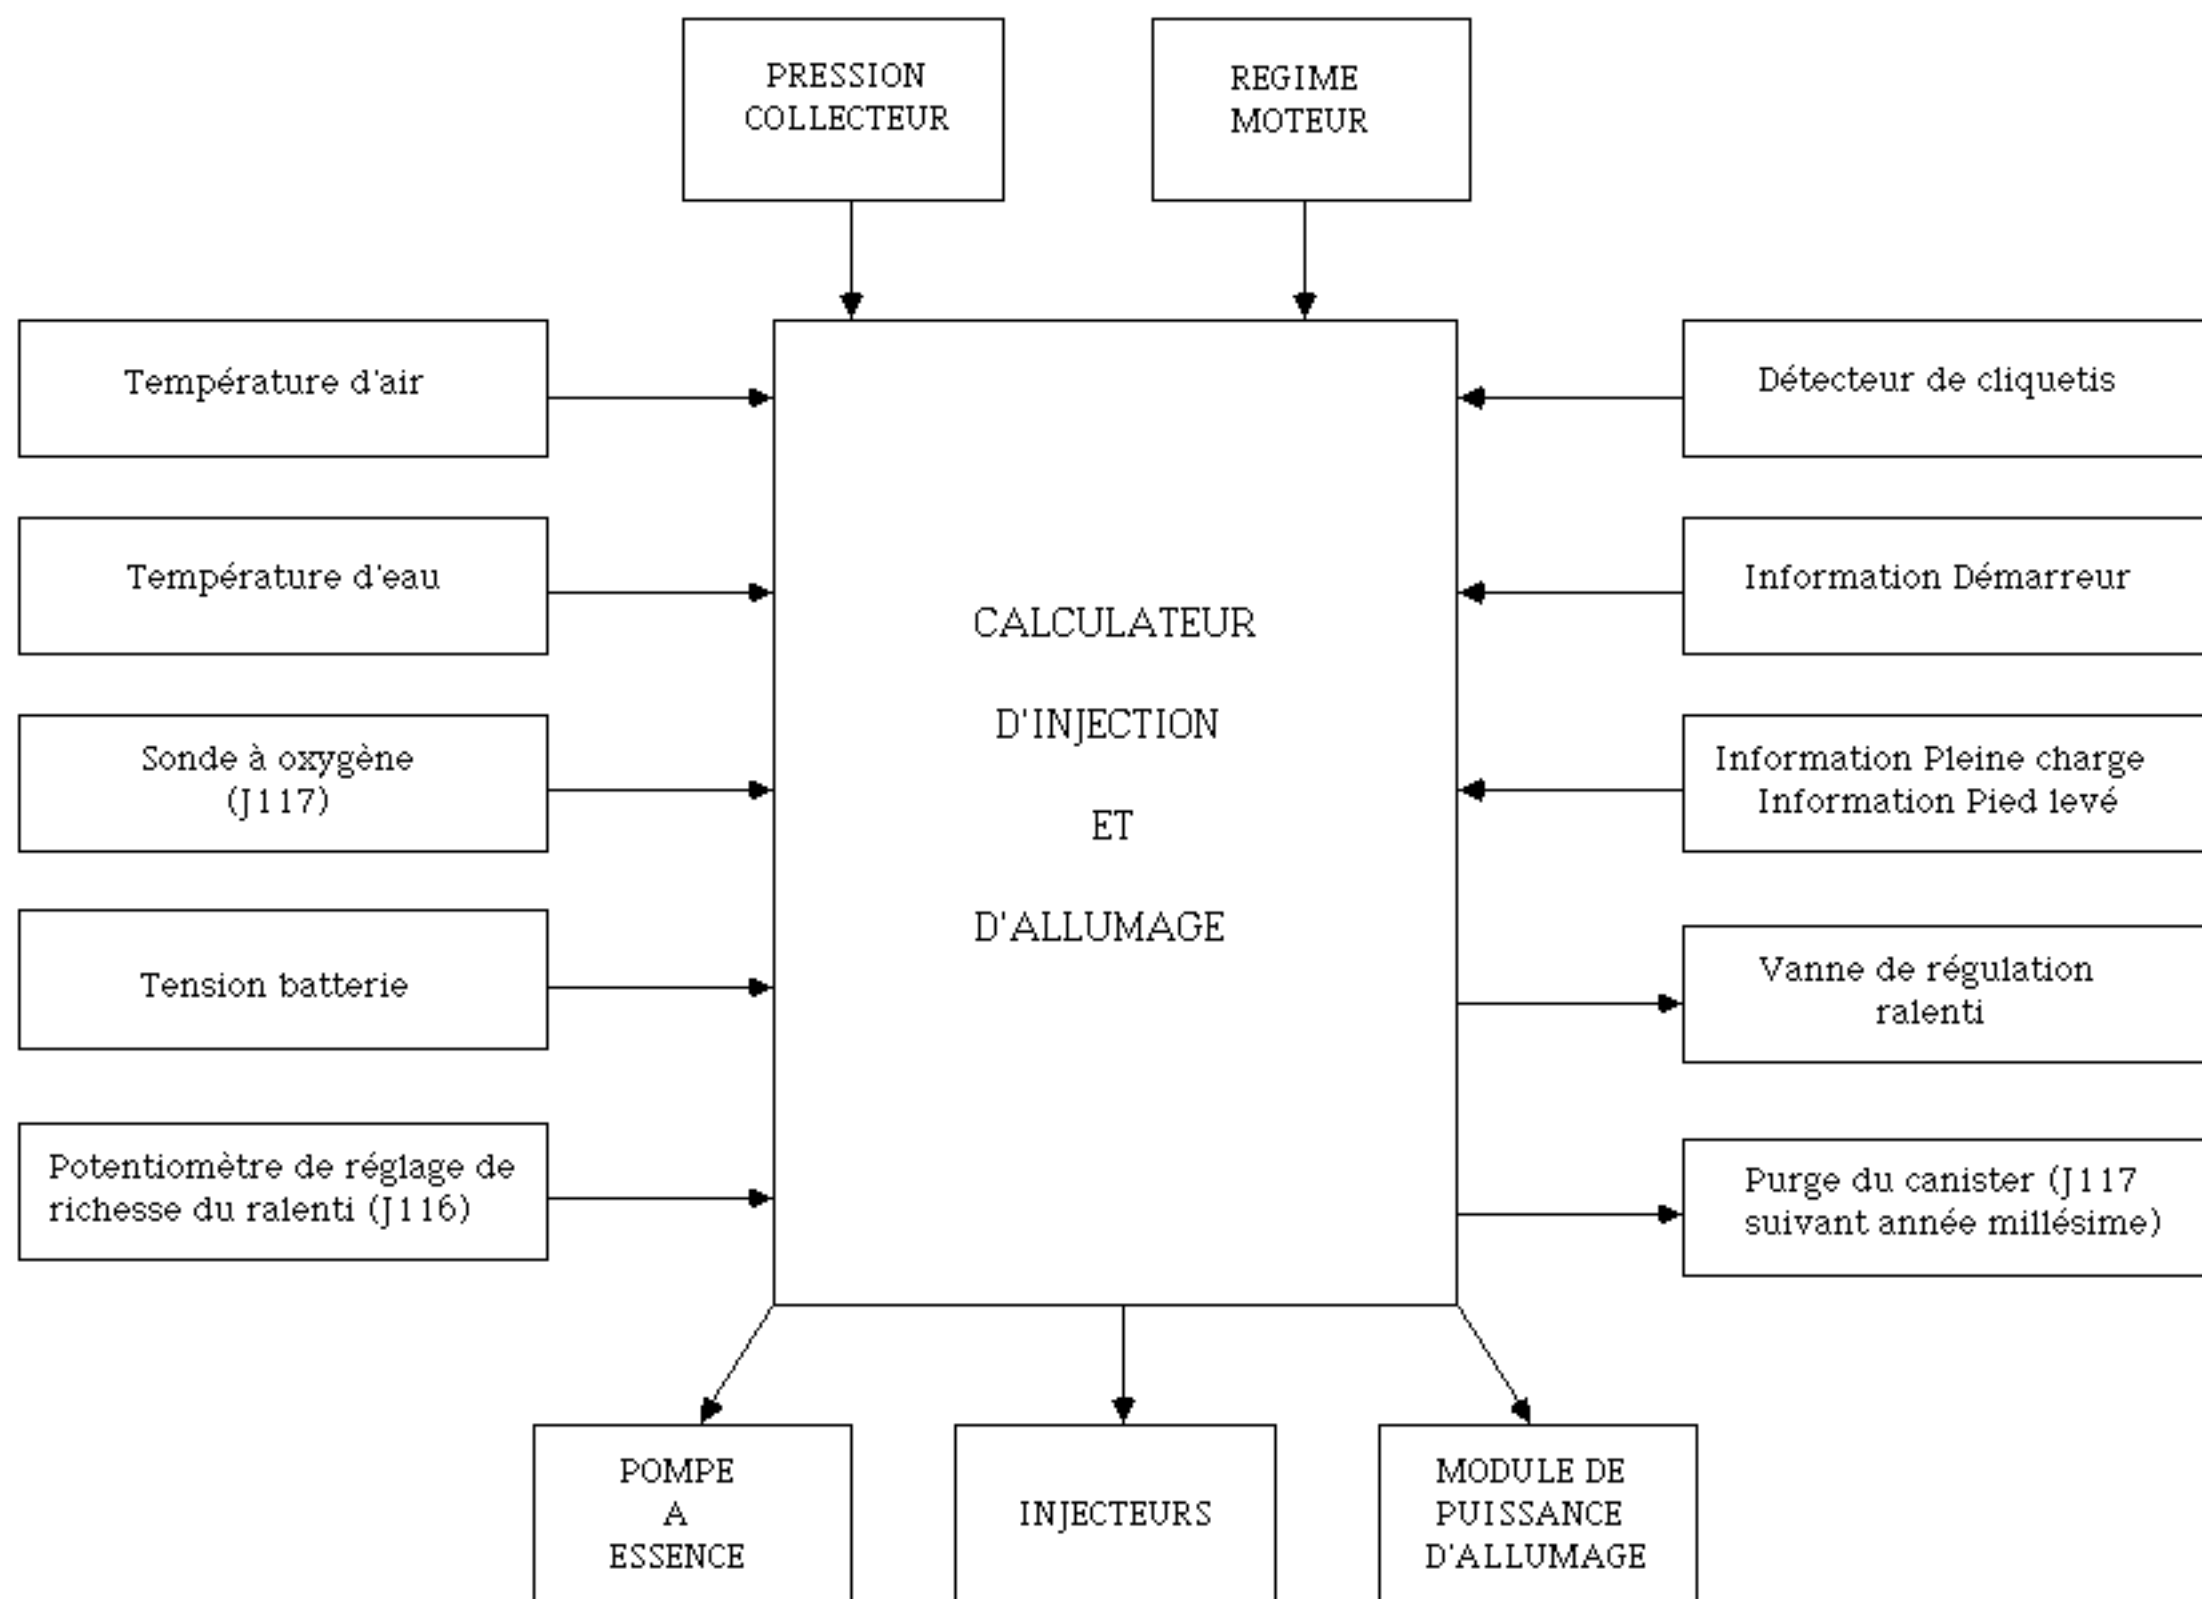 PRESSION
COLLECTEUR
REGIME
MOTEUR
Température d'air
Température d'eau
Sonde à oxygène
(J117)
Tension batterie
Potentiomètre de réglage de
richesse du ralenti (J116)
CALCULATEUR
D'INJECTION
ET
D'ALLUMAGE
Détecteur de cliquetis
Information Démarreur
Information Pleine charge
Information Pied levé
Vanne de régulation
ralenti
Purge du canister (J117
suivant année millésime)
POMPE
A
ESSENCE
INJECTEURS
MODULE DE
PUISSANCE
D'ALLUMAGE